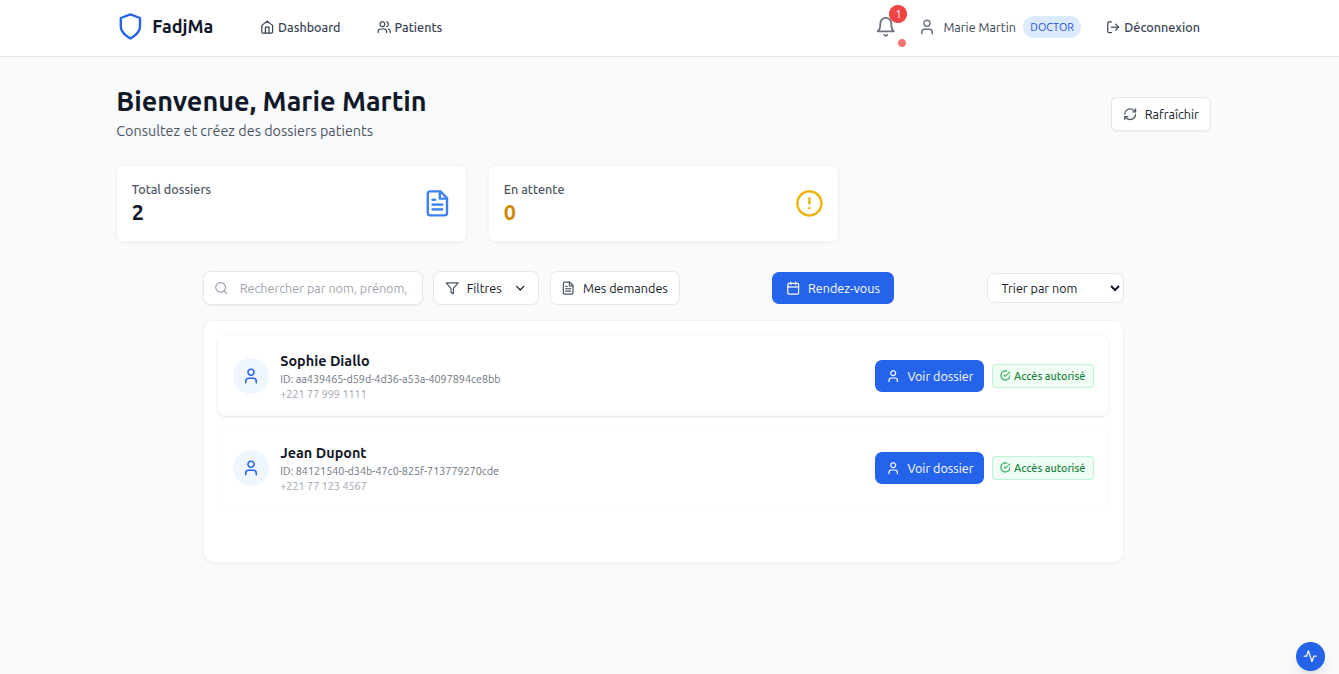 FadjMa
Dashboard
Patients
1
Marie Martin
DOCTOR
Déconnexion
Bienvenue, Marie Martin
Consultez et créez des dossiers patients
Rafraîchir
Total dossiers
2
En attente
0
Rechercher par nom, prénom,
Filtres
Mes demandes
Rendez-vous
Trier par nom
Sophie Diallo
ID: aa439465-d59d-4d36-a53a-4097894ce8bb
+221 77 999 1111
Voir dossier
Accès autorisé
Jean Dupont
ID: 84121540-d34b-47c0-825f-713779270cde
+221 77 123 4567
Voir dossier
Accès autorisé